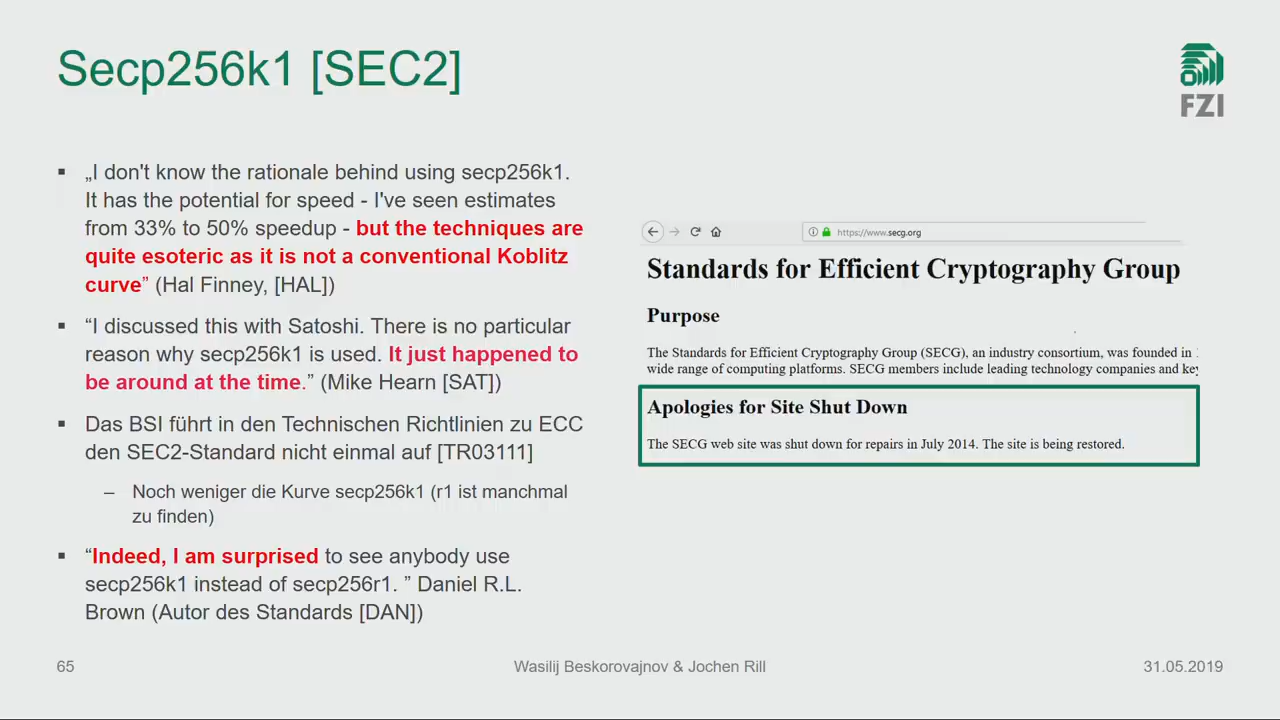 Secp256k1 [SEC2]
FZI
▪ „I don't know the rationale behind using secp256k1.
It has the potential for speed - I've seen estimates
from 33% to 50% speedup - but the techniques are
quite esoteric as it is not a conventional Koblitz
curve” (Hal Finney, [HAL])
▪ “I discussed this with Satoshi. There is no particular
reason why secp256k1 is used. It just happened to
be around at the time.” (Mike Hearn [SAT])
▪ Das BSI führt in den Technischen Richtlinien zu ECC
den SEC2-Standard nicht einmal auf [TR03111]
– Noch weniger die Kurve secp256k1 (r1 ist manchmal
zu finden)
▪ “Indeed, I am surprised to see anybody use
secp256k1 instead of secp256r1. ” Daniel R.L.
Brown (Autor des Standards [DAN])
https://www.secg.org
Standards for Efficient Cryptography Group
Purpose
The Standards for Efficient Cryptography Group (SECG), an industry consortium, was founded in
wide range of computing platforms. SECG members include leading technology companies and key
Apologies for Site Shut Down
The SECG web site was shut down for repairs in July 2014. The site is being restored.
65
Wasilij Beskorovajnov & Jochen Rill
31.05.2019